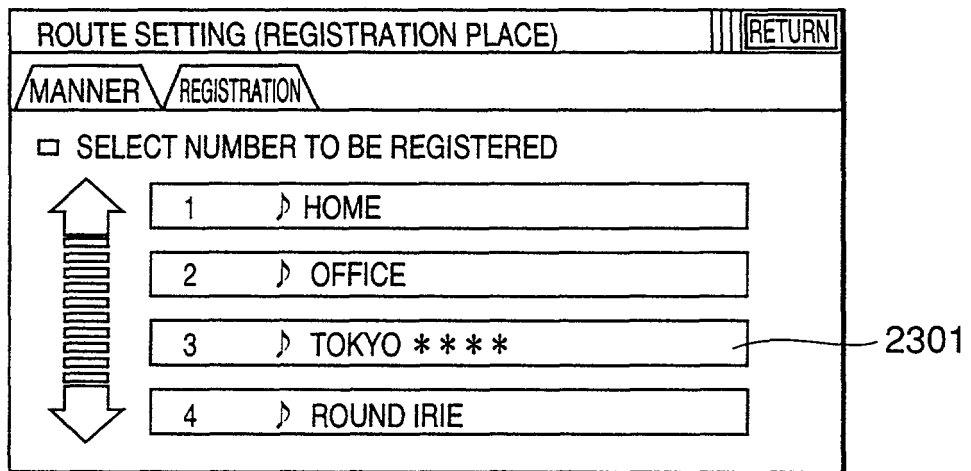 ROUTE SETTING (REGISTRATION PLACE) RETURN
MANNER REGISTRATION
SELECT NUMBER TO BE REGISTERED
1 ♪ HOME
2 ♪ OFFICE
3 ♪ TOKYO ＊＊＊＊ 2301
4 ♪ ROUND IRIE